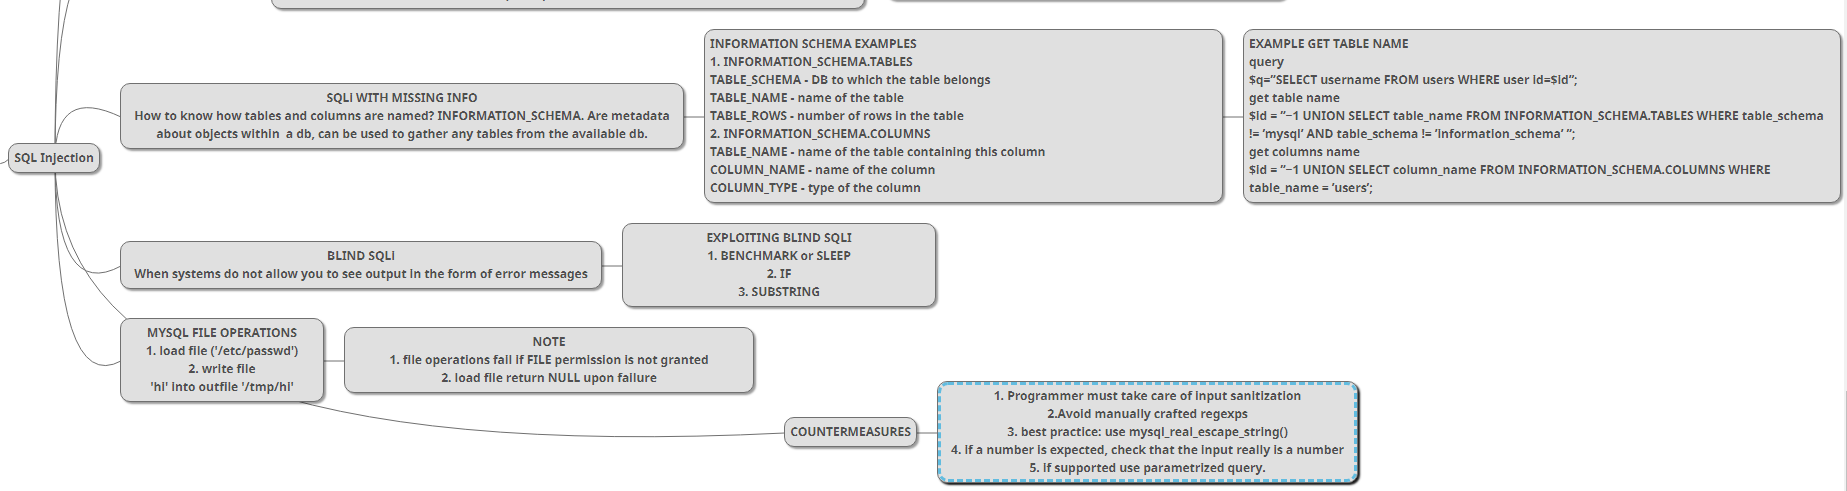 SQL Injection
SQLi WITH MISSING INFO
How to know how tables and columns are named? INFORMATION_SCHEMA. Are metadata
about objects within a db, can be used to gather any tables from the available db.
INFORMATION SCHEMA EXAMPLES
1. INFORMATION_SCHEMA.TABLES
TABLE_SCHEMA - DB to which the table belongs
TABLE_NAME - name of the table
TABLE_ROWS - number of rows in the table
2. INFORMATION_SCHEMA.COLUMNS
TABLE_NAME - name of the table containing this column
COLUMN_NAME - name of the column
COLUMN_TYPE - type of the column
EXAMPLE GET TABLE NAME
query
$q=”SELECT username FROM users WHERE user id=$id”;
get table name
$id = ”−1 UNION SELECT table_name FROM INFORMATION_SCHEMA.TABLES WHERE table_schema
!= ’mysql’ AND table_schema != ’information_schema’ ”;
get columns name
$id = ”−1 UNION SELECT column_name FROM INFORMATION_SCHEMA.COLUMNS WHERE
table_name = ’users’;
BLIND SQLi
When systems do not allow you to see output in the form of error messages
EXPLOITING BLIND SQLI
1. BENCHMARK or SLEEP
2. IF
3. SUBSTRING
MYSQL FILE OPERATIONS
1. load file ('/etc/passwd')
2. write file
'hi' into outfile '/tmp/hi'
NOTE
1. file operations fail if FILE permission is not granted
2. load file return NULL upon failure
COUNTERMEASURES
1. Programmer must take care of input sanitization
2.Avoid manually crafted regexps
3. best practice: use mysql_real_escape_string()
4. if a number is expected, check that the input really is a number
5. if supported use parametrized query.